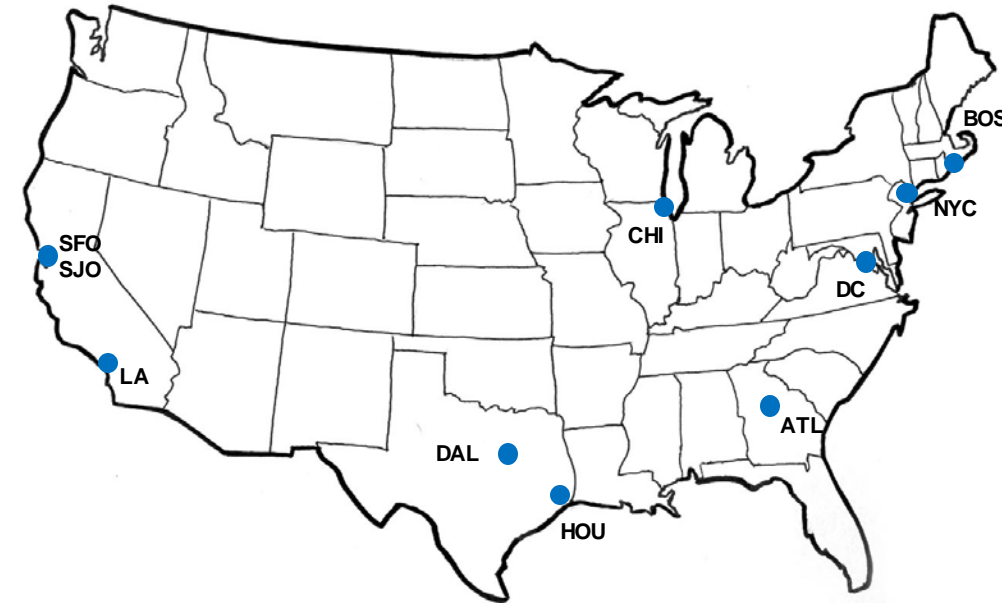 BOS
NYC
CHI
SFO
SJO
DC
LA
ATL
DAL
HOU